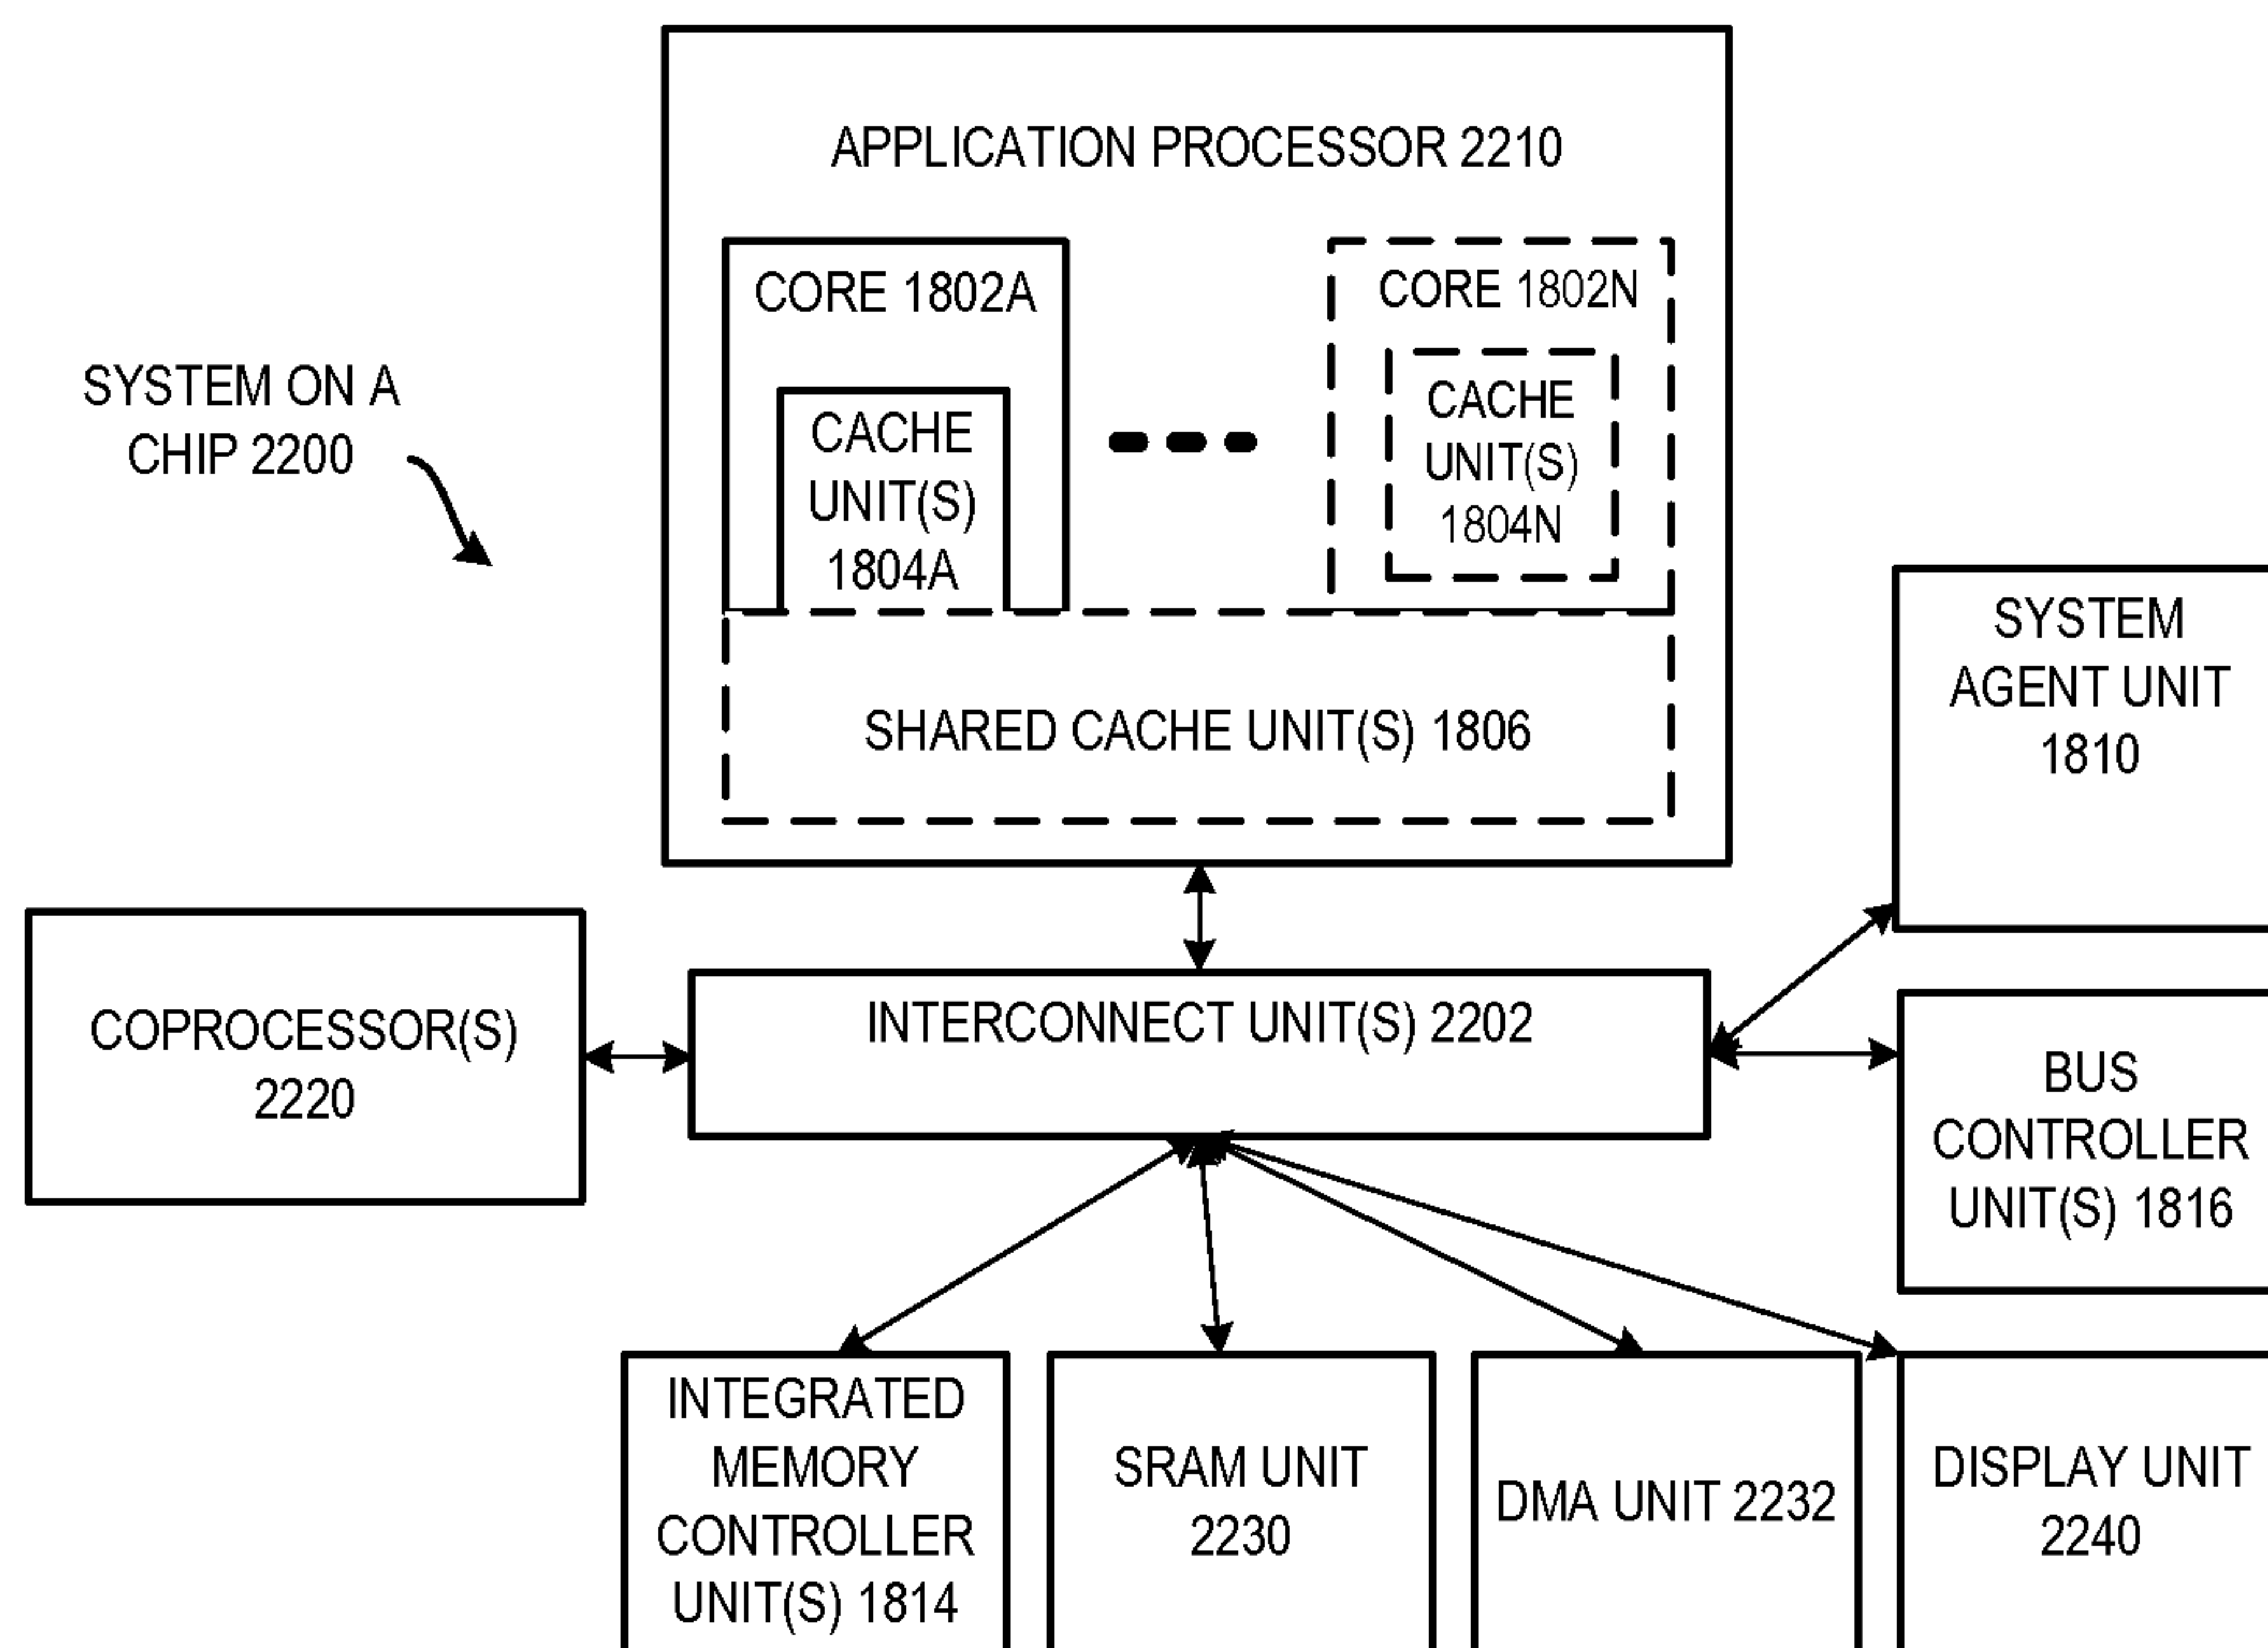 APPLICATION PROCESSOR 2210
CORE 1802A
CACHE
UNIT(S)
1804A
CORE 1802N
CACHE
UNIT(S)
1804N
SHARED CACHE UNIT(S) 1806
SYSTEM ON A
CHIP 2200
SYSTEM
AGENT UNIT
1810
COPROCESSOR(S)
2220
INTERCONNECT UNIT(S) 2202
BUS
CONTROLLER
UNIT(S) 1816
INTEGRATED
MEMORY
CONTROLLER
UNIT(S) 1814
SRAM UNIT
2230
DMA UNIT 2232
DISPLAY UNIT
2240